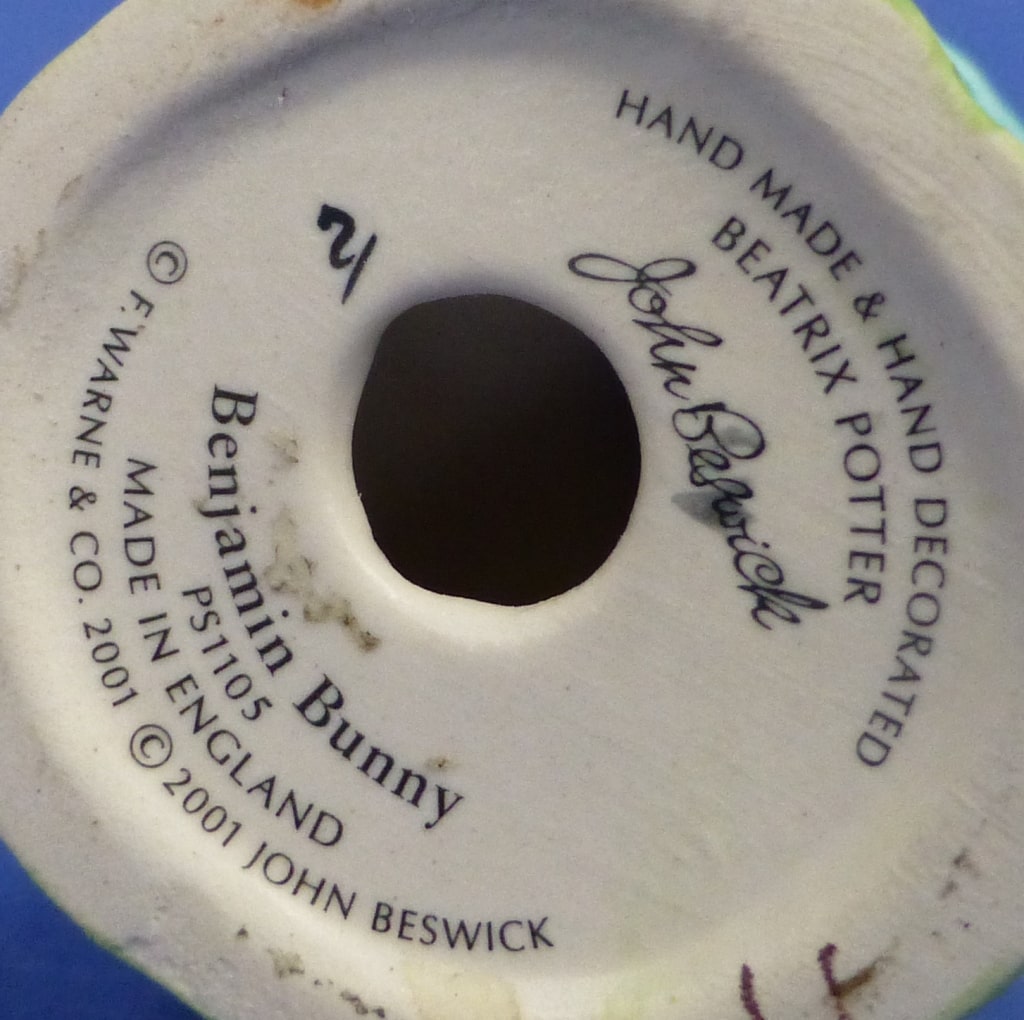 HAND MADE & HAND DECORATED
BEATRIX POTTER
John Beswick
Benjamin Bunny
PS1105
MADE IN ENGLAND
© F.WARNE & CO. 2001 © 2001 JOHN BESWICK